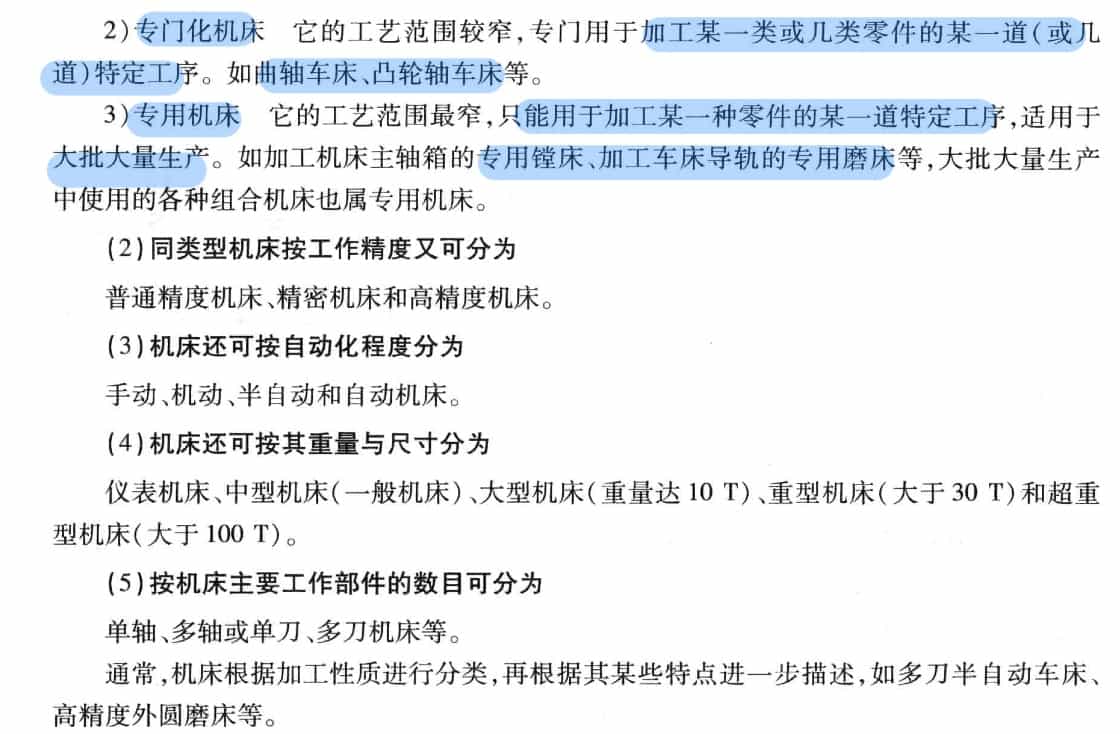 2)专门化机床 它的工艺范围较窄,专门用于加工某一类或几类零件的某一道(或几
道)特定工序。如曲轴车床、凸轮轴车床等。
3)专用机床 它的工艺范围最窄,只能用于加工某一种零件的某一道特定工序,适用于
大批大量生产。如加工机床主轴箱的专用镗床、加工车床导轨的专用磨床等,大批大量生产
中使用的各种组合机床也属专用机床。
(2)同类型机床按工作精度又可分为
普通精度机床、精密机床和高精度机床。
(3)机床还可按自动化程度分为
手动、机动、半自动和自动机床。
(4)机床还可按其重量与尺寸分为
仪表机床、中型机床(一般机床)、大型机床(重量达 10 T)、重型机床(大于 30 T)和超重
型机床(大于 100 T)。
(5)按机床主要工作部件的数目可分为
单轴、多轴或单刀、多刀机床等。
通常,机床根据加工性质进行分类,再根据其某些特点进一步描述,如多刀半自动车床、
高精度外圆磨床等。